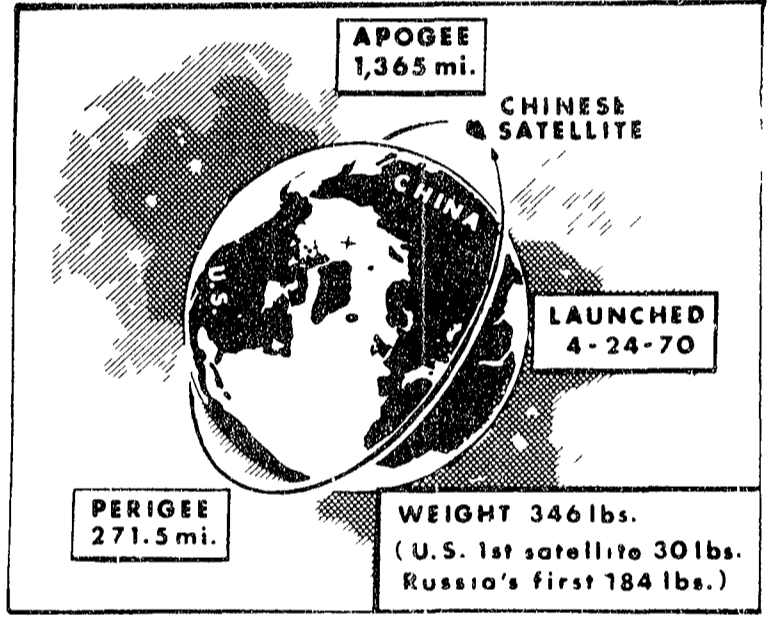 APOGEE
1,365 mi.
CHINESE
SATELLITE
CHINA
U.S.
LAUNCHED
4-24-70
PERIGEE
271.5 mi.
WEIGHT 346 lbs.
(U.S. 1st satellite 30 lbs.
Russia's first 184 lbs.)